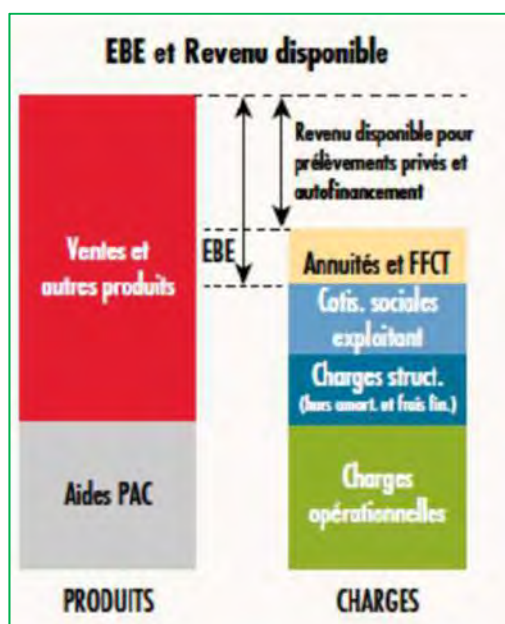 EBE et Revenu disponible
Revenu disponible pour
prélèvements privés et
autofinancement
Ventes et
autres produits
EBE
Annuités et FFCT
Cotis. sociales
exploitant
Charges struct.
(hors amort. et frais fin.)
Aides PAC
Charges
opérationnelles
PRODUITS
CHARGES